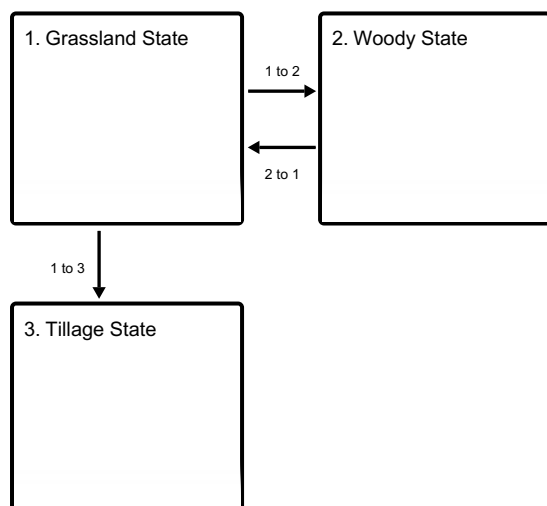 1. Grassland State
2. Woody State
1 to 2
2 to 1
1 to 3
3. Tillage State